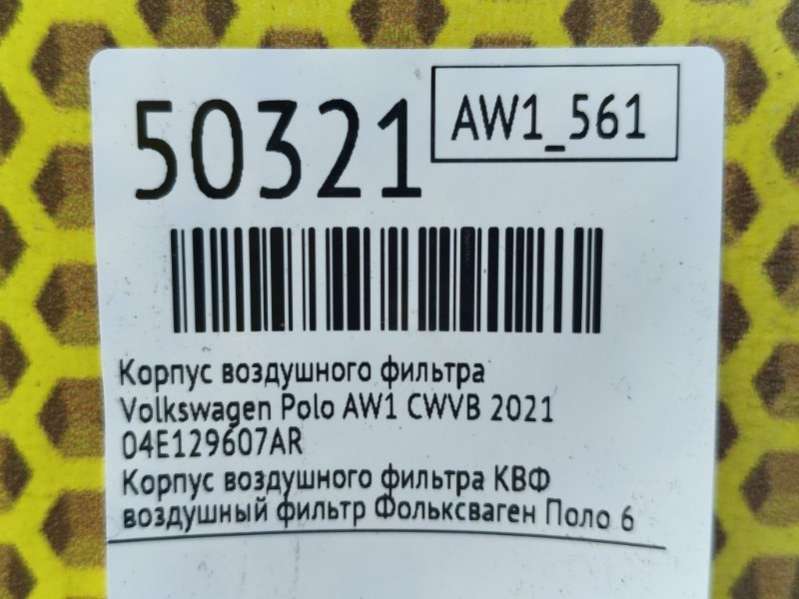 50321
AW1_561
Корпус воздушного фильтра
Volkswagen Polo AW1 CWVB 2021
04E129607AR
Корпус воздушного фильтра КВФ
воздушный фильтр Фольксваген Поло 6